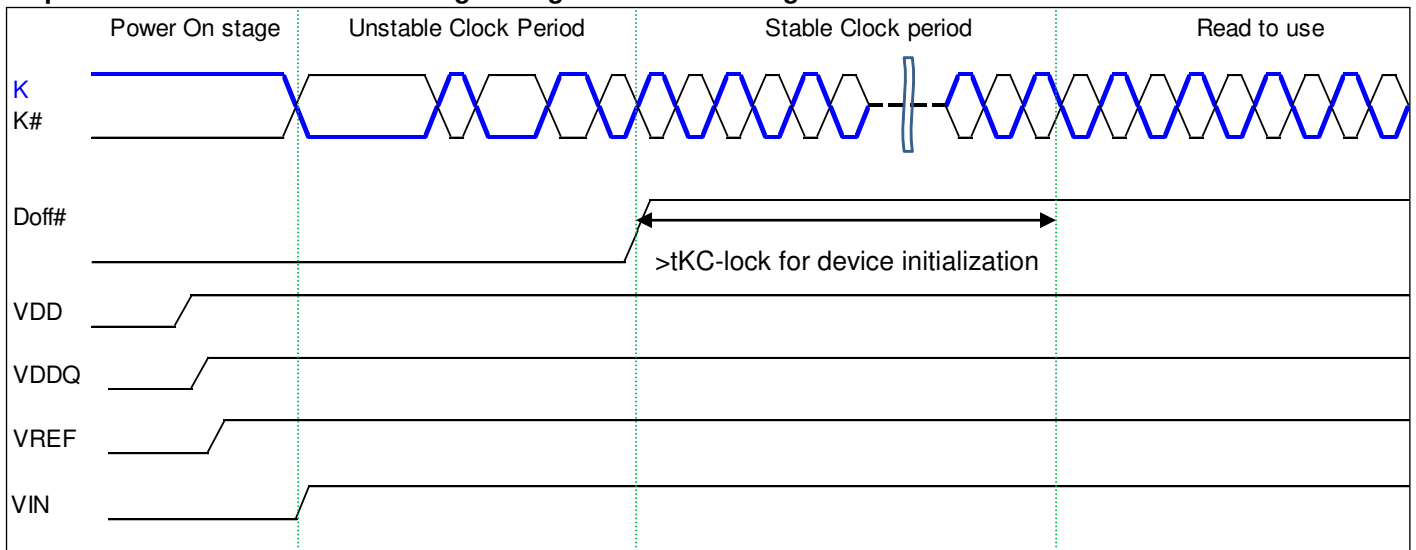 Power On stage Unstable Clock Period Stable Clock period Read to use
K
K#
Doff#
>tKC-lock for device initialization
VDD
VDDQ
VREF
VIN